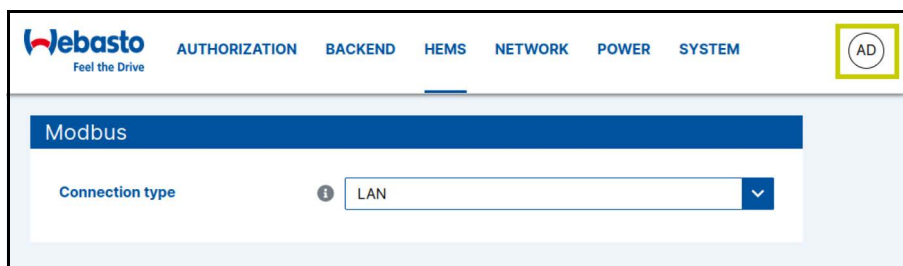 Webasto
Feel the Drive
AUTHORIZATION BACKEND HEMS NETWORK POWER SYSTEM AD
Modbus
Connection type i LAN